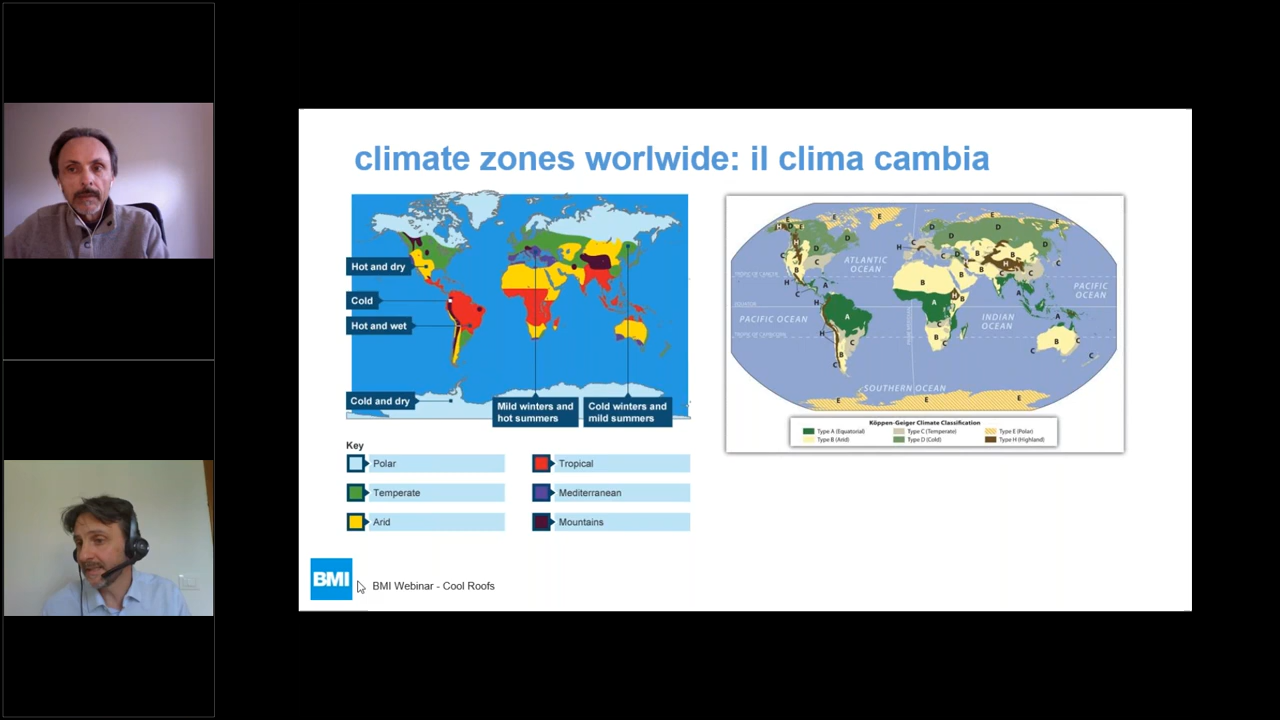 climate zones worlwide: il clima cambia
Hot and dry
Cold
Hot and wet
Cold and dry
Mild winters and
hot summers
Cold winters and
mild summers
Key
Polar
Tropical
Temperate
Mediterranean
Arid
Mountains
ATLANTIC
OCEAN
PACIFIC
OCEAN
PACIFIC OCEAN
INDIAN
OCEAN
SOUTHERN OCEAN
Köppen-Geiger Climate Classification
Type A (Equatorial)
Type C (Temperate)
Type E (Polar)
Type B (Arid)
Type D (Cold)
Type H (Highland)
BMI
BMI Webinar - Cool Roofs